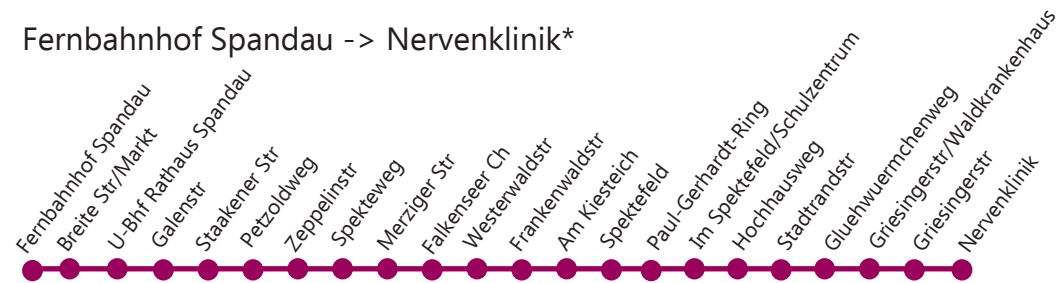 Fernbahnhof Spandau -> Nervenklinik*
Fernbahnhof Spandau
Breite Str/Markt
U-Bhf Rathaus Spandau
Galenstr
Staakener Str
Petzoldweg
Zeppelinstr
Spekteweg
Merziger Str
Falkenseer Ch
Westerwaldstr
Frankenwaldstr
Am Kiesteich
Spektefeld
Paul-Gerhardt-Ring
Im Spektefeld/Schulzentrum
Hochhausweg
Stadtrandstr
Gluehwuermchenweg
Griesingerstr/Waldkrankenhaus
Griesingerstr
Nervenklinik